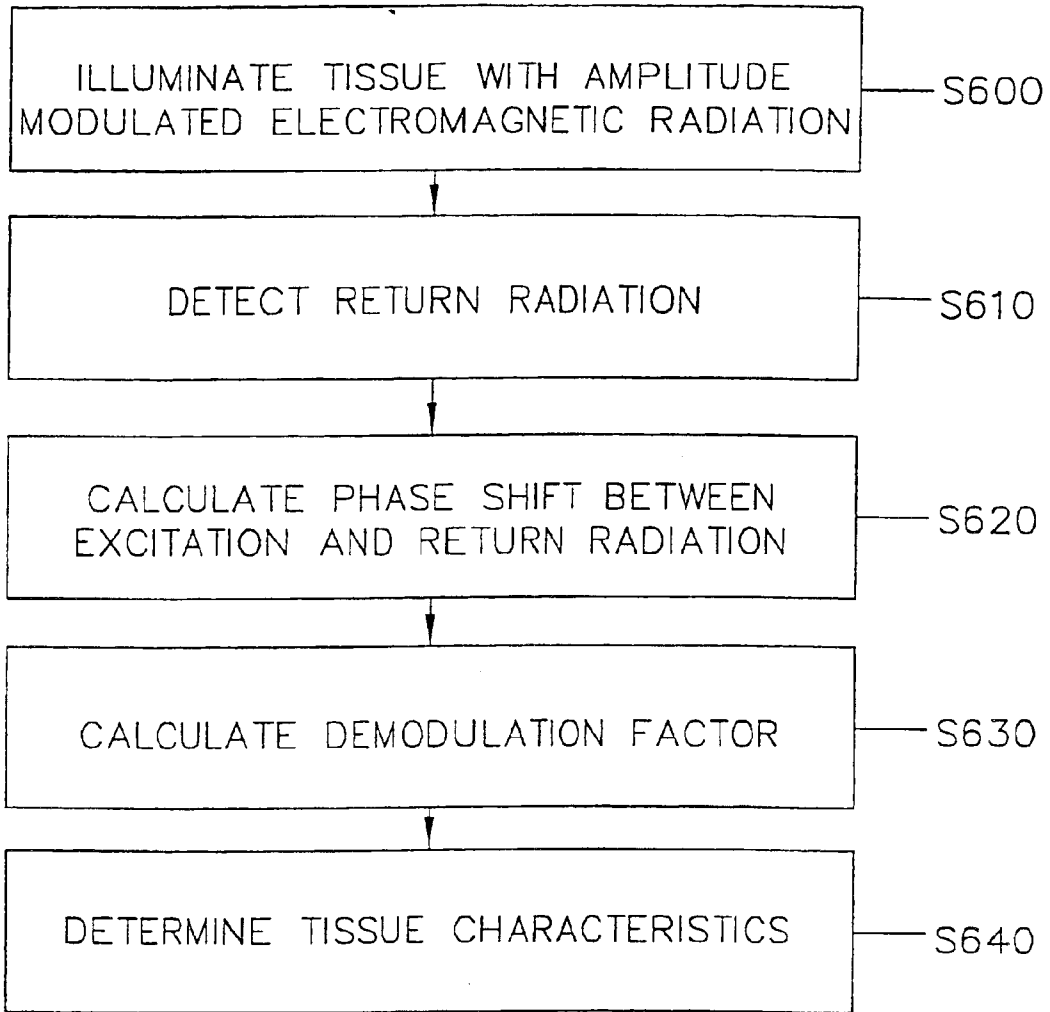 ILLUMINATE TISSUE WITH AMPLITUDE
MODULATED ELECTROMAGNETIC RADIATION
S600
DETECT RETURN RADIATION
S610
CALCULATE PHASE SHIFT BETWEEN
EXCITATION AND RETURN RADIATION
S620
CALCULATE DEMODULATION FACTOR
S630
DETERMINE TISSUE CHARACTERISTICS
S640